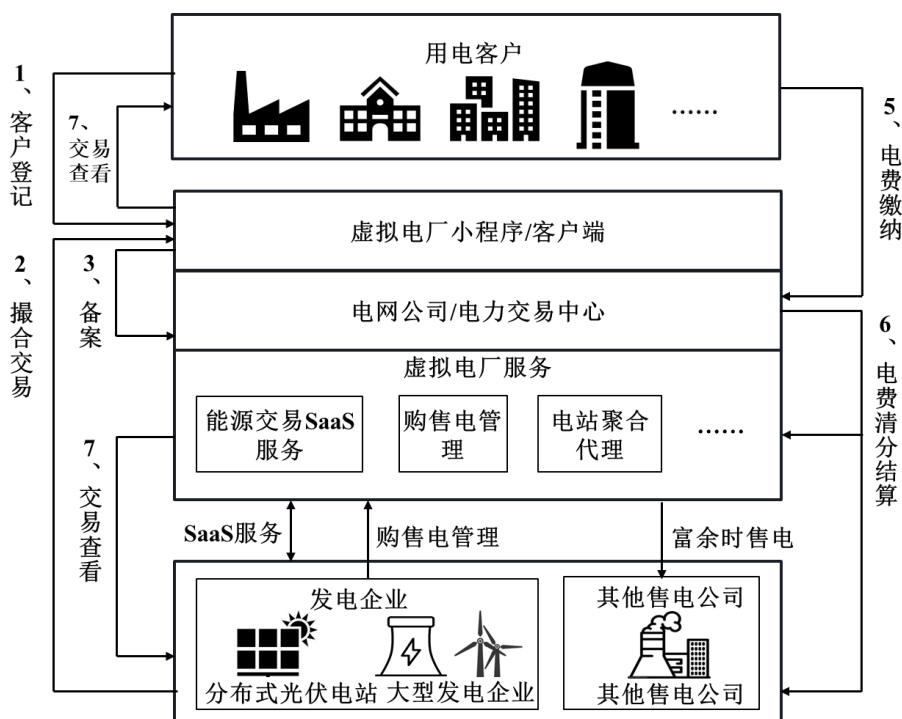 用电客户
……
1、客户登记
7、
交易
查看
5、电费缴纳
虚拟电厂小程序/客户端
2、撮合交易
3、备案
电网公司/电力交易中心
6、电费清分结算
虚拟电厂服务
能源交易SaaS
服务
购售电管
理
电站聚合
代理
……
7、交易查看
SaaS服务
购售电管理
富余时售电
发电企业
分布式光伏电站
大型发电企业
其他售电公司
其他售电公司